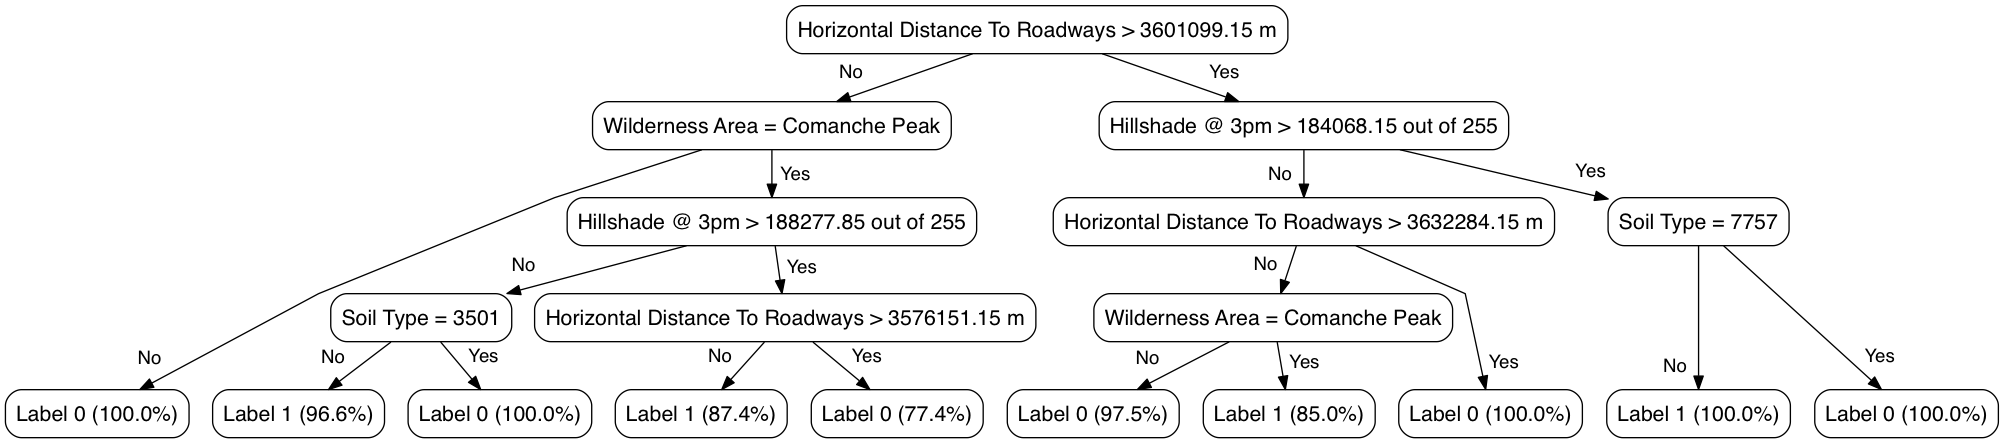 Horizontal Distance To Roadways > 3601099.15 m
No
Yes
Wilderness Area = Comanche Peak
Hillshade @ 3pm > 184068.15 out of 255
Yes
No
Yes
Hillshade @ 3pm > 188277.85 out of 255
Horizontal Distance To Roadways > 3632284.15 m
Soil Type = 7757
No
Yes
No
Soil Type = 3501
Horizontal Distance To Roadways > 3576151.15 m
Wilderness Area = Comanche Peak
No
No
Yes
No
Yes
No
Yes
Yes
No
Yes
Label 0 (100.0%)
Label 1 (96.6%)
Label 0 (100.0%)
Label 1 (87.4%)
Label 0 (77.4%)
Label 0 (97.5%)
Label 1 (85.0%)
Label 0 (100.0%)
Label 1 (100.0%)
Label 0 (100.0%)